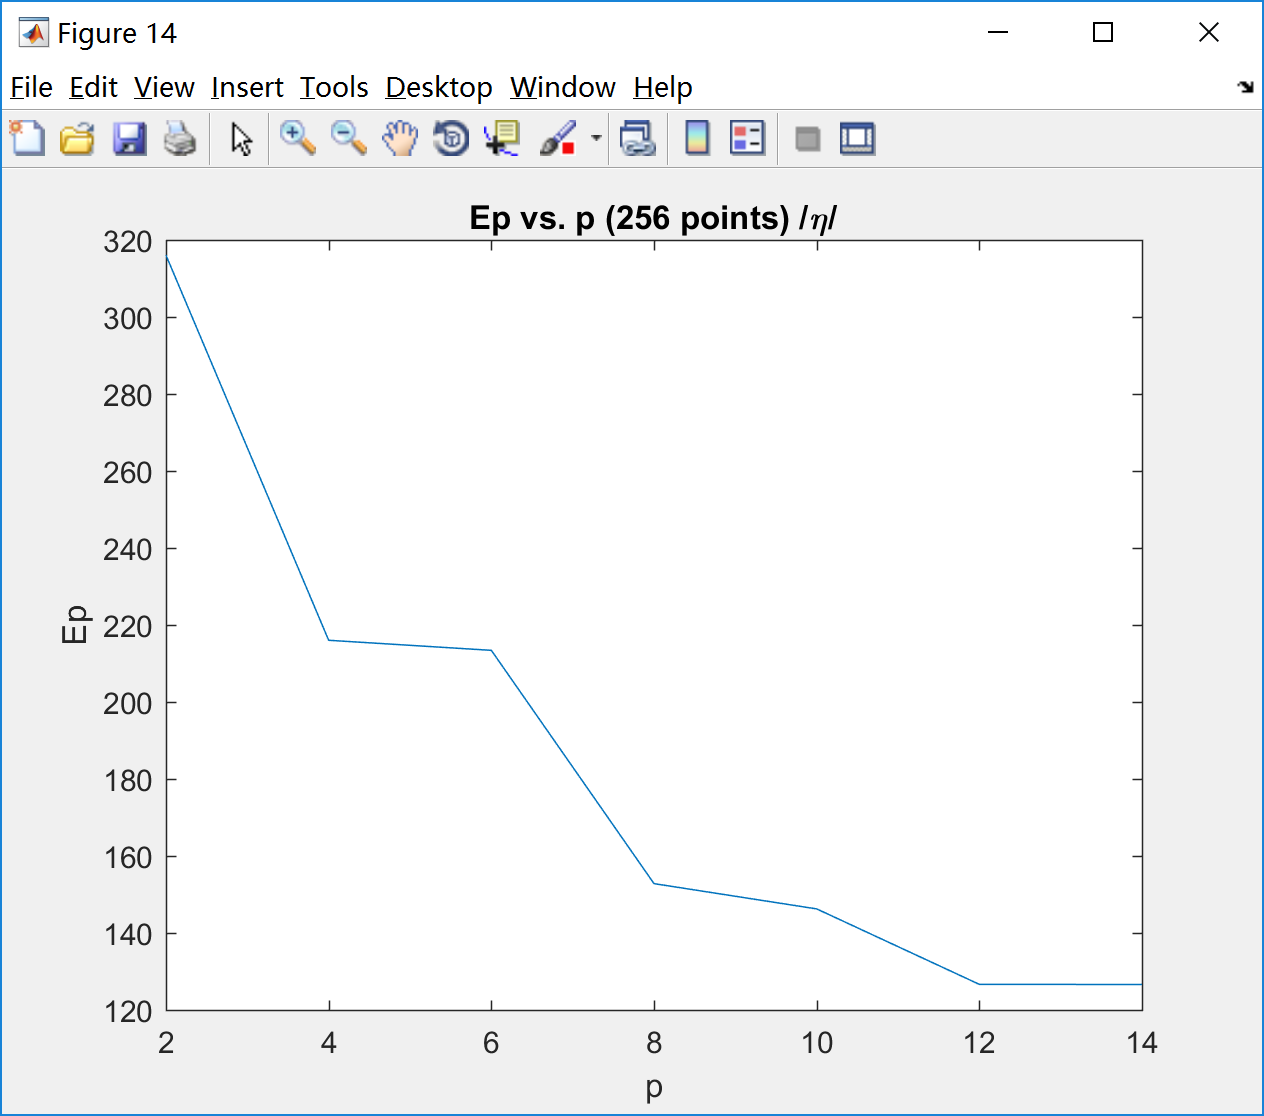 Figure 14
File Edit View Insert Tools Desktop Window Help
Ep vs. p (256 points) /η/
320
300
280
260
240
220
200
180
160
140
120
Ep
2 4 6 8 10 12 14
p